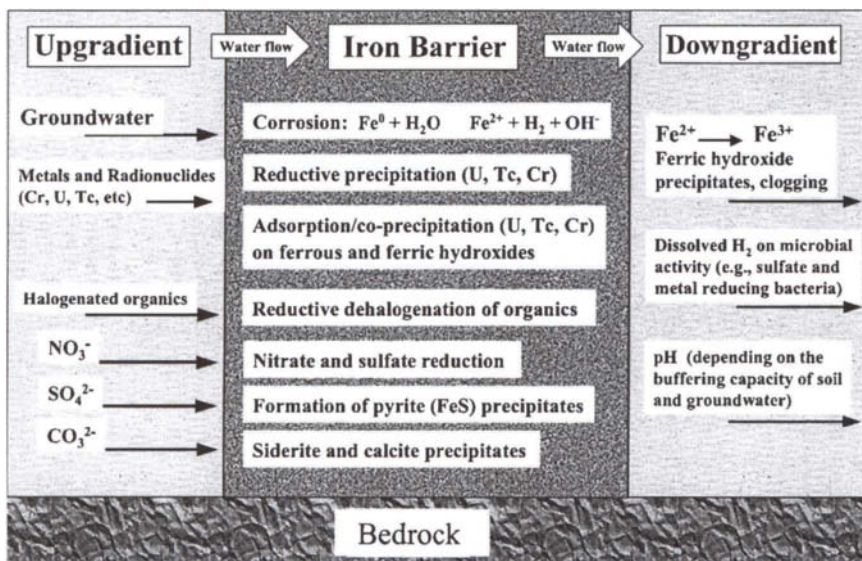 Upgradient
Water flow
Iron Barrier
Water flow
Downgradient
Groundwater
Metals and Radionuclides
(Cr, U, Tc, etc)
Halogenated organics
NO₃⁻
SO₄²⁻
CO₃²⁻
Corrosion: Fe⁰ + H₂O Fe²⁺ + H₂ + OH⁻
Reductive precipitation (U, Tc, Cr)
Adsorption/co-precipitation (U, Tc, Cr)
on ferrous and ferric hydroxides
Reductive dehalogenation of organics
Nitrate and sulfate reduction
Formation of pyrite (FeS) precipitates
Siderite and calcite precipitates
Fe²⁺ → Fe³⁺
Ferric hydroxide
precipitates, clogging
Dissolved H₂ on microbial
activity (e.g., sulfate and
metal reducing bacteria)
pH (depending on the
buffering capacity of soil
and groundwater)
Bedrock